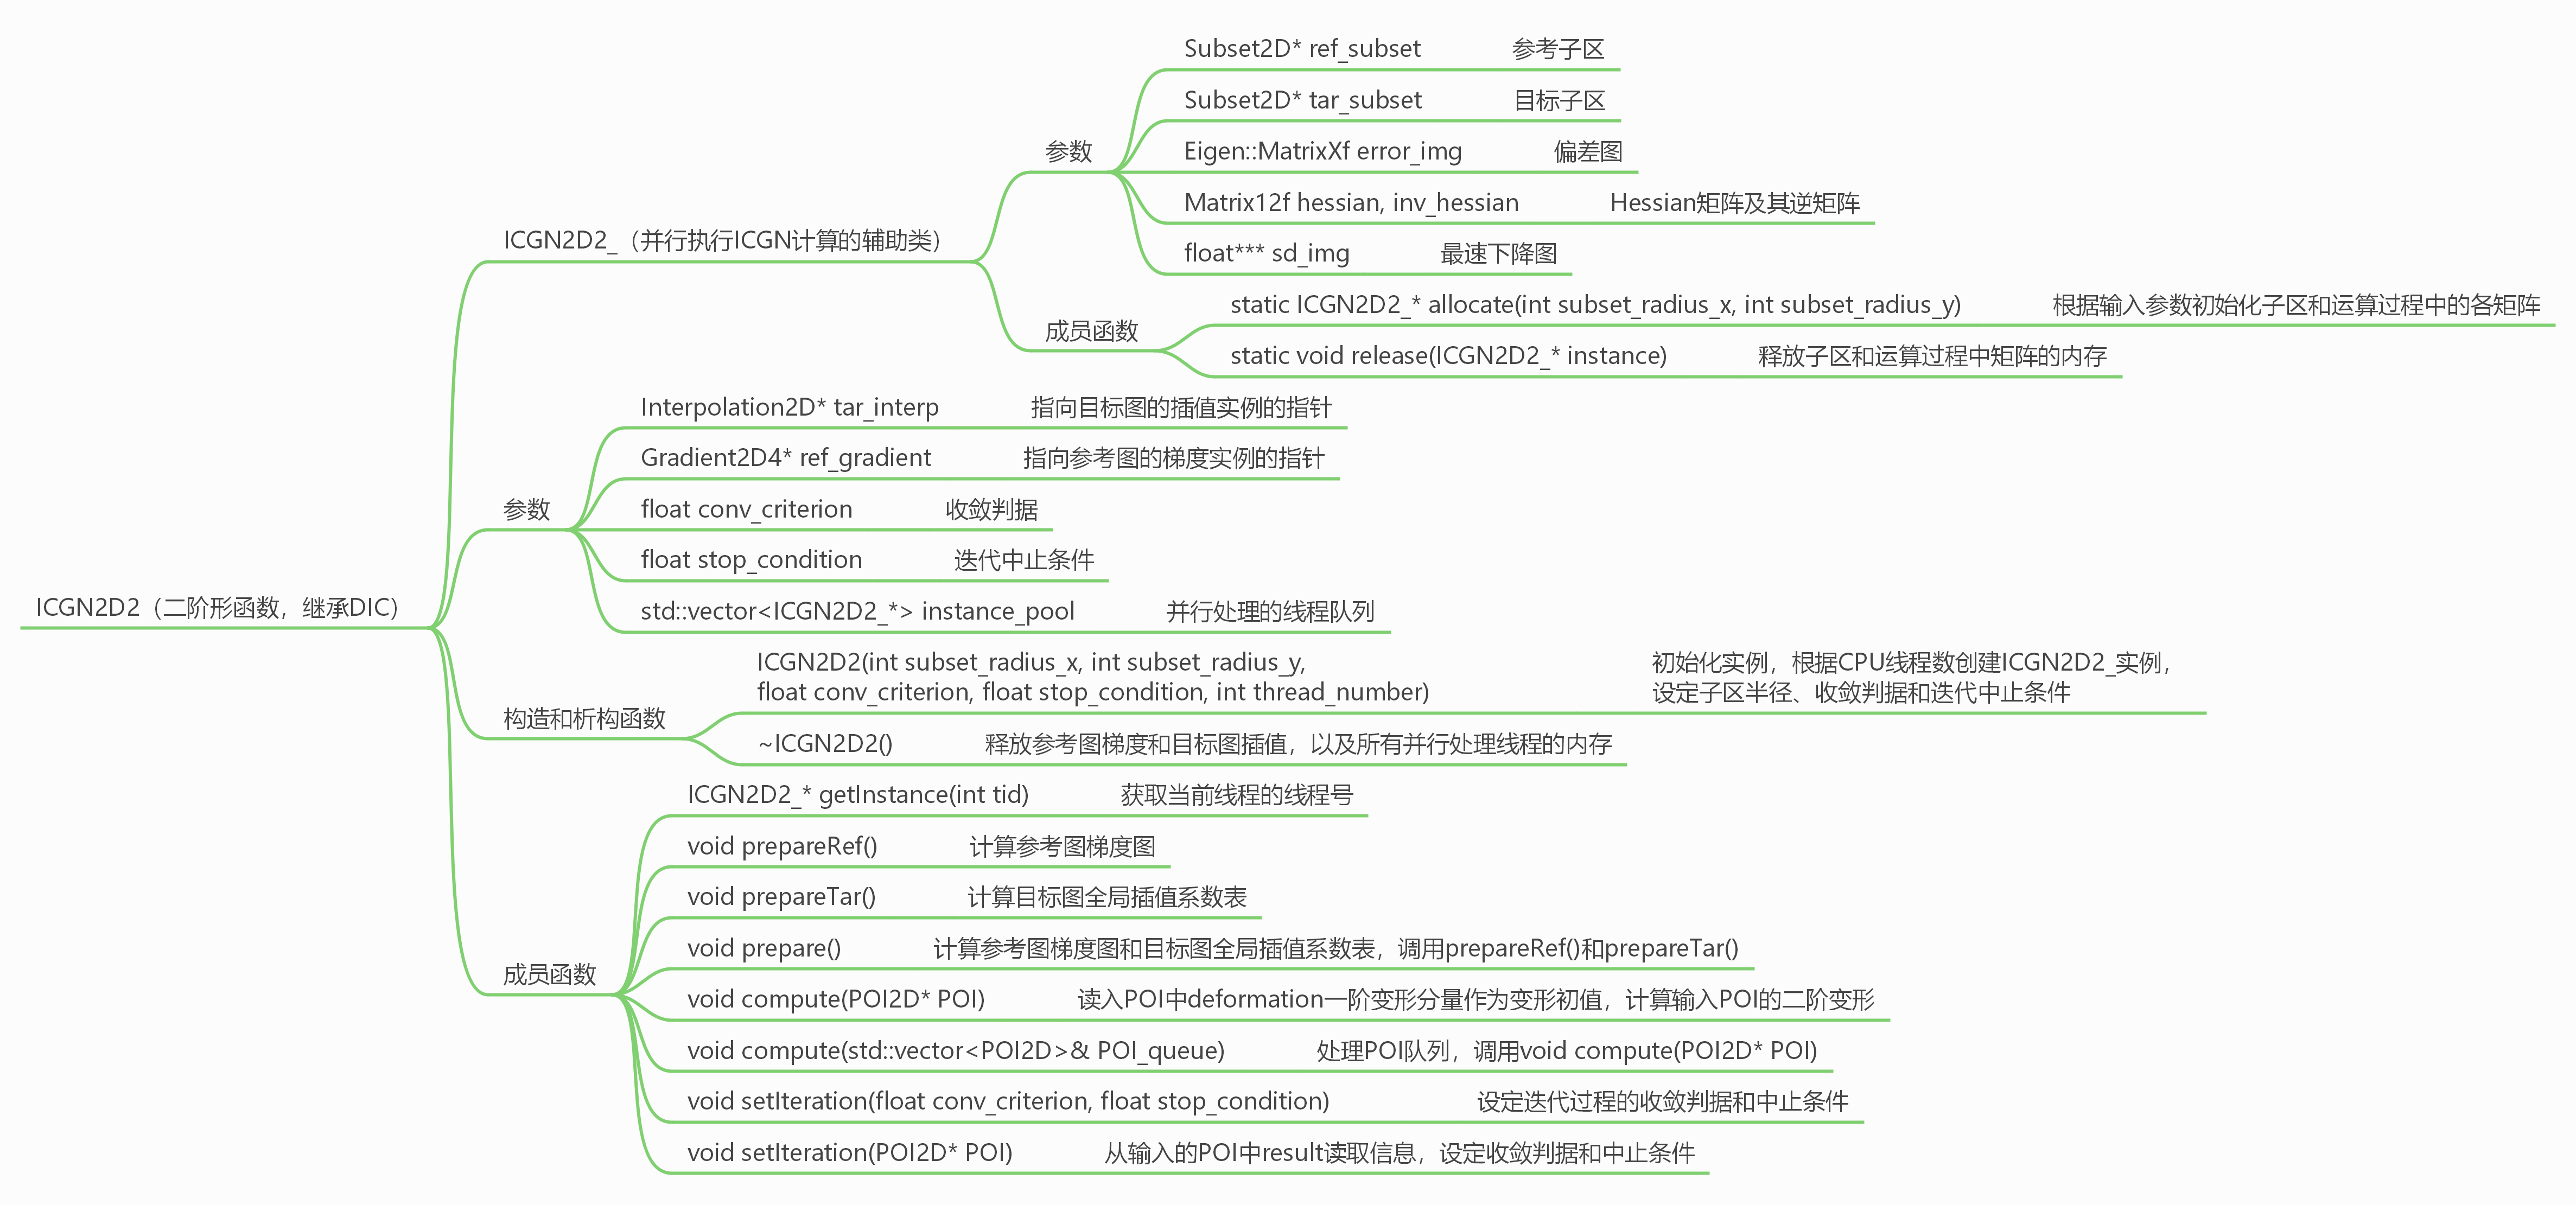 Subset2D* ref_subset 参考子区
Subset2D* tar_subset 目标子区
参数
Eigen::MatrixXf error_img 偏差图
Matrix12f hessian, inv_hessian Hessian矩阵及其逆矩阵
ICGN2D2_（并行执行ICGN计算的辅助类）
float*** sd_img 最速下降图
static ICGN2D2_* allocate(int subset_radius_x, int subset_radius_y) 根据输入参数初始化子区和运算过程中的各矩阵
成员函数
static void release(ICGN2D2_* instance) 释放子区和运算过程中矩阵的内存
Interpolation2D* tar_interp 指向目标图的插值实例的指针
Gradient2D4* ref_gradient 指向参考图的梯度实例的指针
参数
float conv_criterion 收敛判据
float stop_condition 迭代中止条件
ICGN2D2（二阶形函数，继承DIC）
std::vector<ICGN2D2_*> instance_pool 并行处理的线程队列
ICGN2D2(int subset_radius_x, int subset_radius_y,
float conv_criterion, float stop_condition, int thread_number)
初始化实例，根据CPU线程数创建ICGN2D2_实例，
设定子区半径、收敛判据和迭代中止条件
构造和析构函数
~ICGN2D2() 释放参考图梯度和目标图插值，以及所有并行处理线程的内存
ICGN2D2_* getInstance(int tid) 获取当前线程的线程号
void prepareRef() 计算参考图梯度图
void prepareTar() 计算目标图全局插值系数表
void prepare() 计算参考图梯度图和目标图全局插值系数表，调用prepareRef()和prepareTar()
成员函数
void compute(POI2D* POI) 读入POI中deformation一阶变形分量作为变形初值，计算输入POI的二阶变形
void compute(std::vector<POI2D>& POI_queue) 处理POI队列，调用void compute(POI2D* POI)
void setIteration(float conv_criterion, float stop_condition) 设定迭代过程的收敛判据和中止条件
void setIteration(POI2D* POI) 从输入的POI中result读取信息，设定收敛判据和中止条件